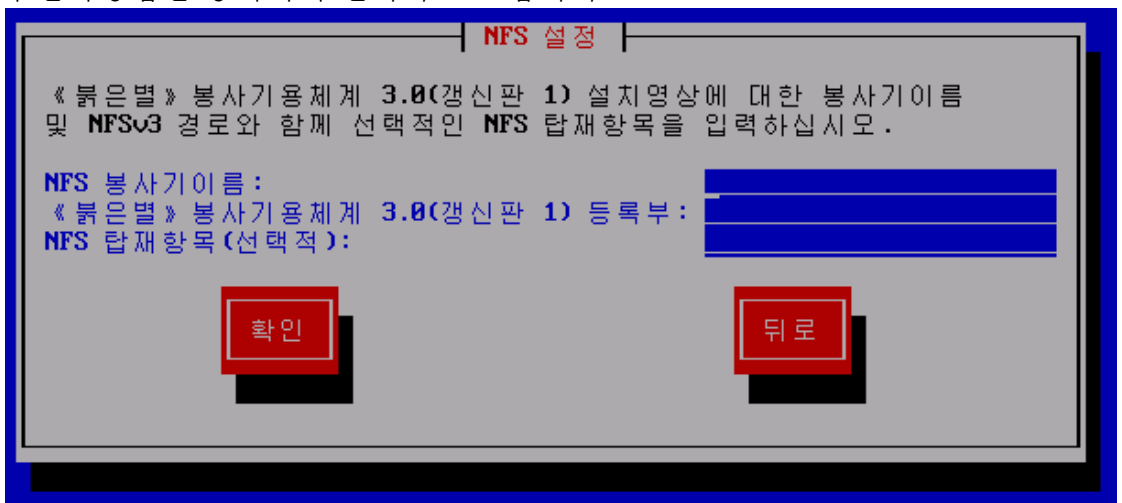 NFS 설정
《붉은별》봉사기용체계 3.0(갱신판 1) 설치영상에 대한 봉사기이름
및 NFSv3 경로와 함께 선택적인 NFS 탑재항목을 입력하십시오.
NFS 봉사기이름:
《붉은별》봉사기용체계 3.0(갱신판 1) 등록부:
NFS 탑재항목(선택적):
확인 뒤로